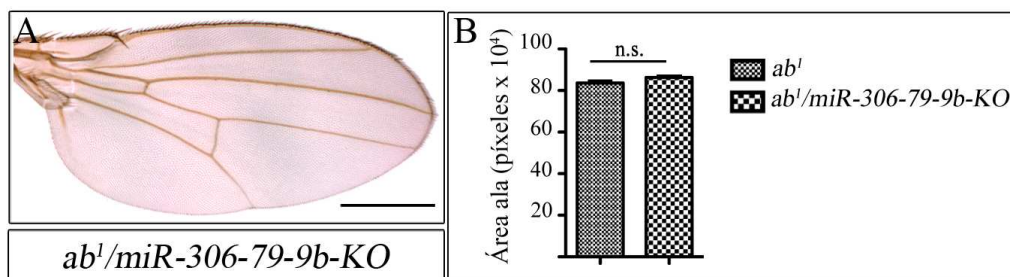 A
ab¹/miR-306-79-9b-KO
B
Área ala (píxeles x 10⁴)
100
80
60
40
20
n.s.
ab¹
ab¹/miR-306-79-9b-KO